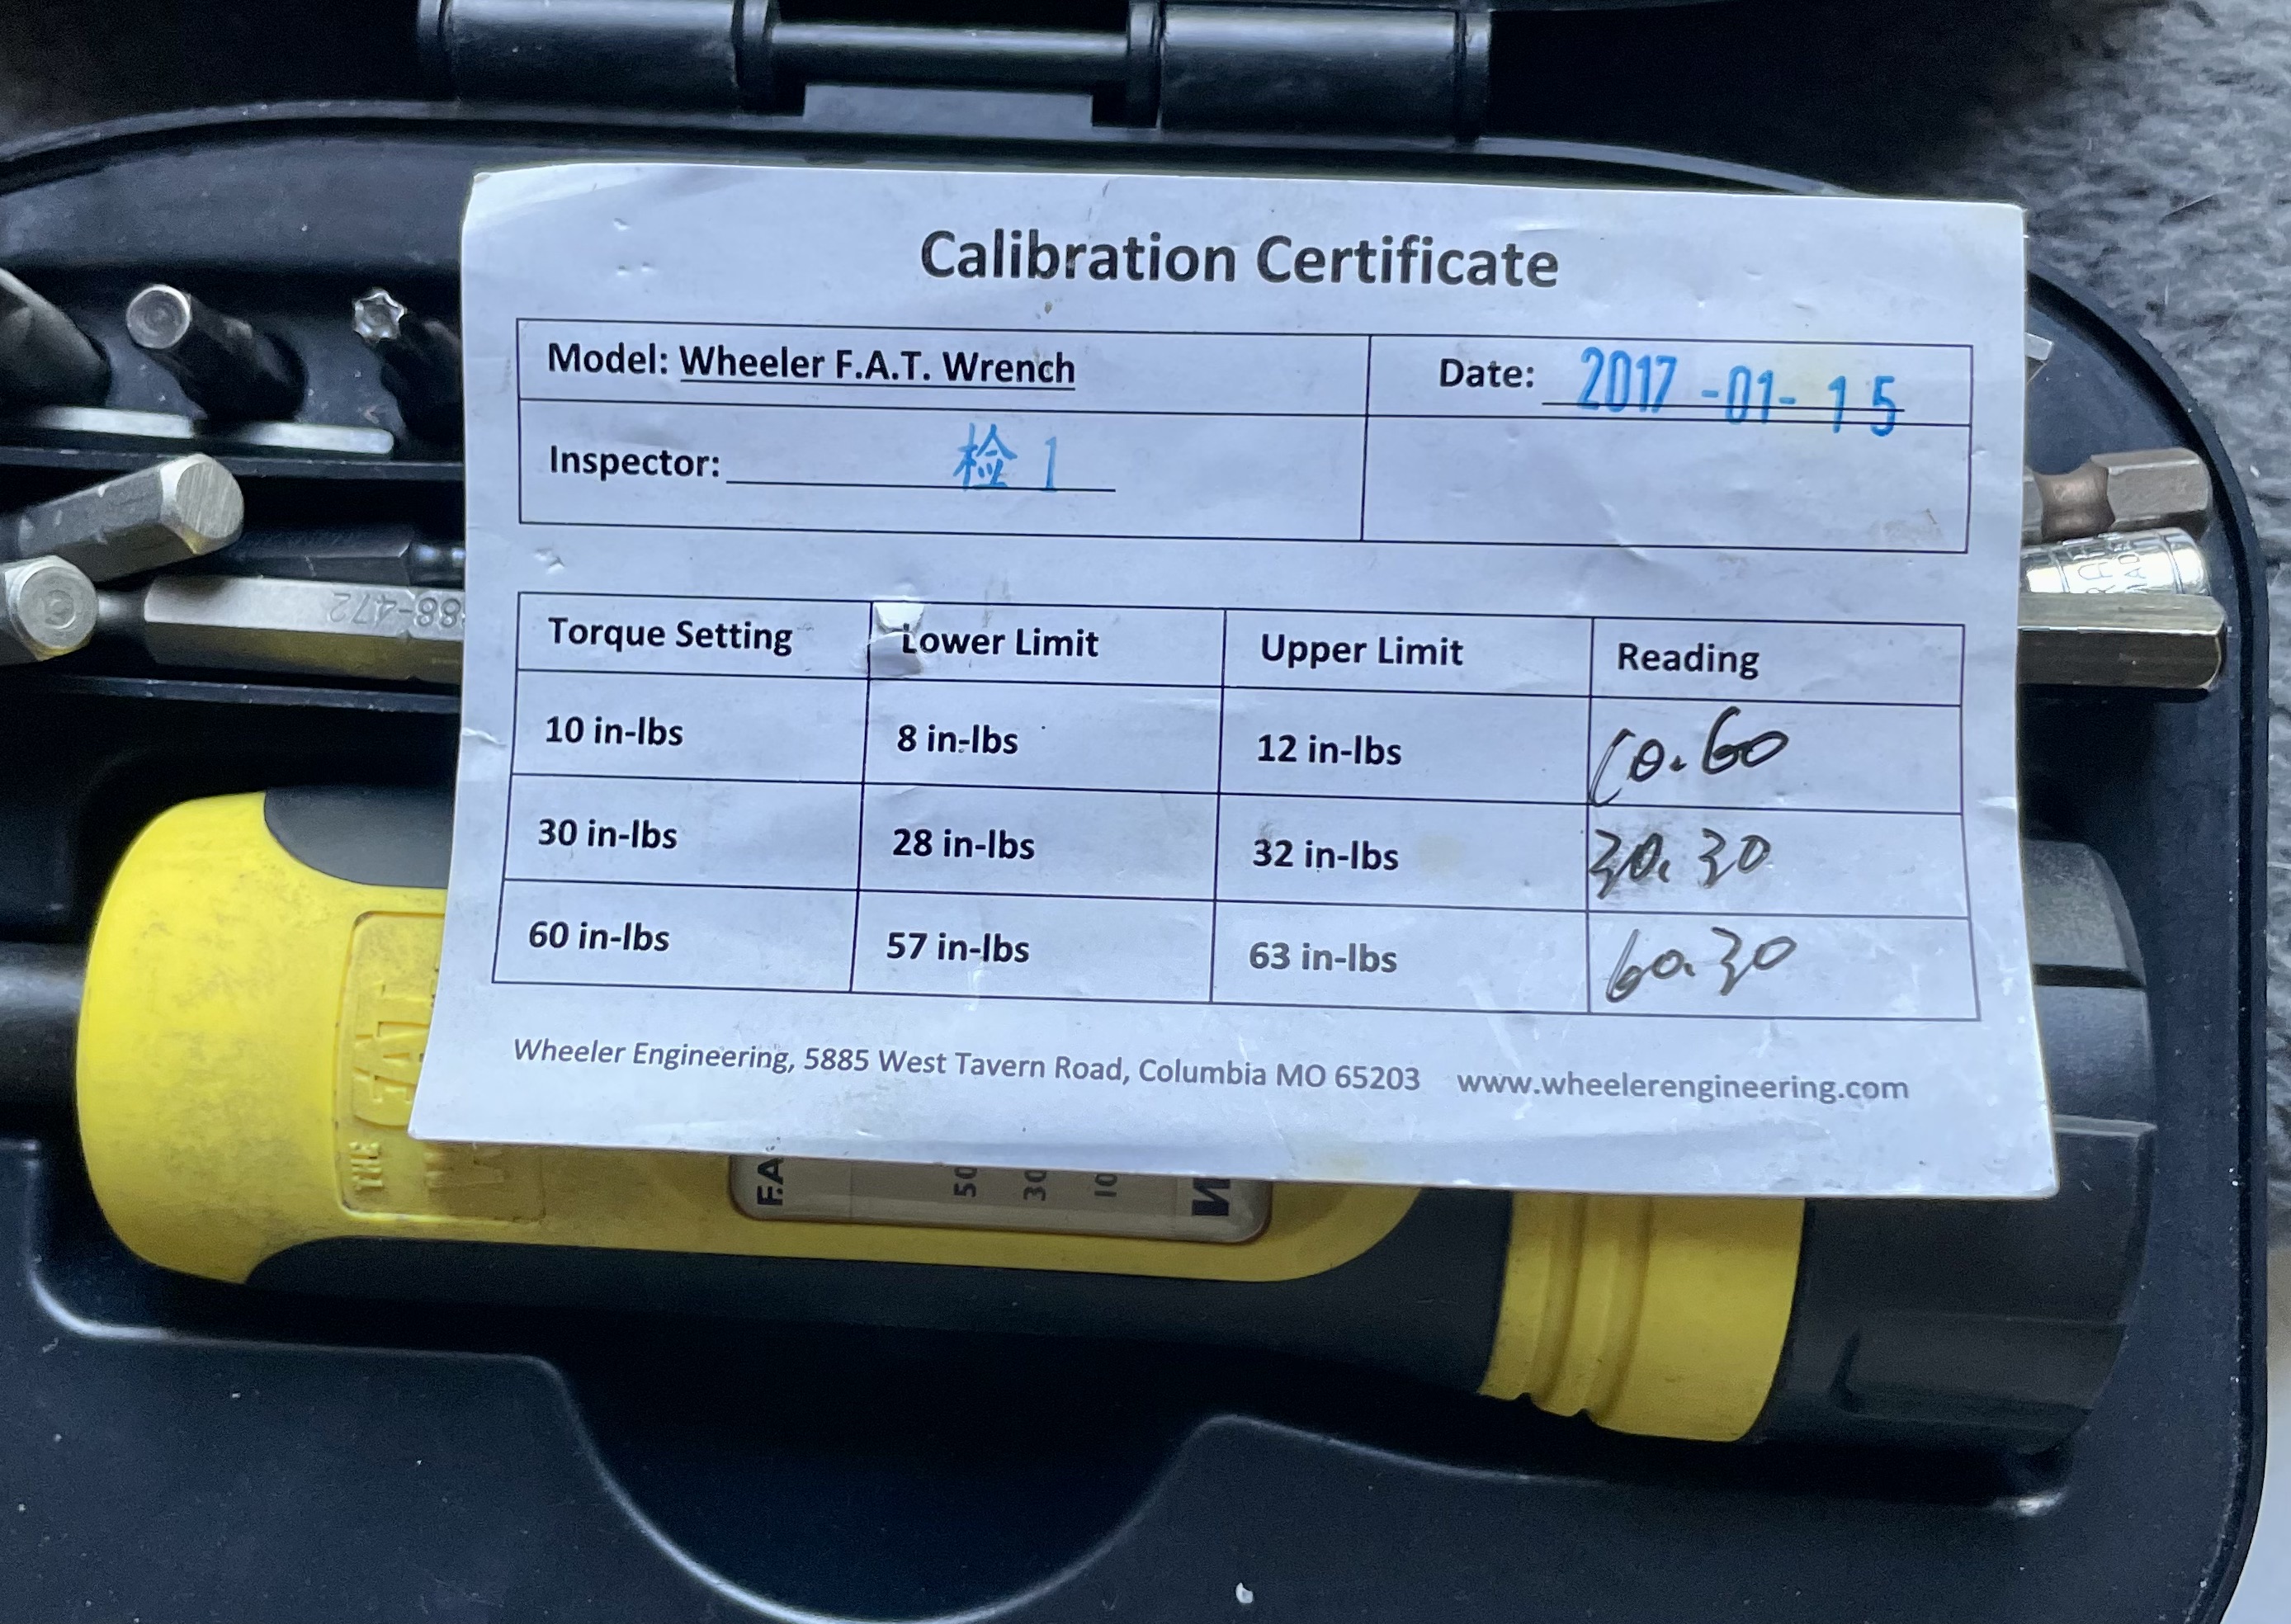 Calibration Certificate
Model: Wheeler F.A.T. Wrench Date: 2017-01-15
Inspector: 检1
Torque Setting Lower Limit Upper Limit Reading
10 in-lbs 8 in-lbs 12 in-lbs 10.60
30 in-lbs 28 in-lbs 32 in-lbs 30.30
60 in-lbs 57 in-lbs 63 in-lbs 60.30
Wheeler Engineering, 5885 West Tavern Road, Columbia MO 65203 www.wheelerengineering.com
88-472
THE
F.A
50
30
10